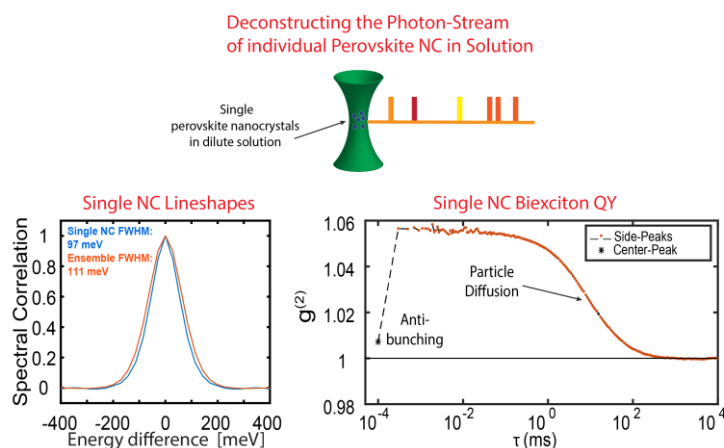 Deconstructing the Photon-Stream
of individual Perovskite NC in Solution
Single
perovskite nanocrystals
in dilute solution
Single NC Lineshapes
Single NC FWHM:
97 meV
Ensemble FWHM:
111 meV
Spectral Correlation
1
0.8
0.6
0.4
0.2
0
-400
-200
0
200
400
Energy difference [meV]
Single NC Biexciton QY
g(2)
1.06
1.04
1.02
1
0.98
Side-Peaks
Center-Peak
Particle
Diffusion
Anti-
bunching
10-4
10-2
100
102
104
τ (ms)